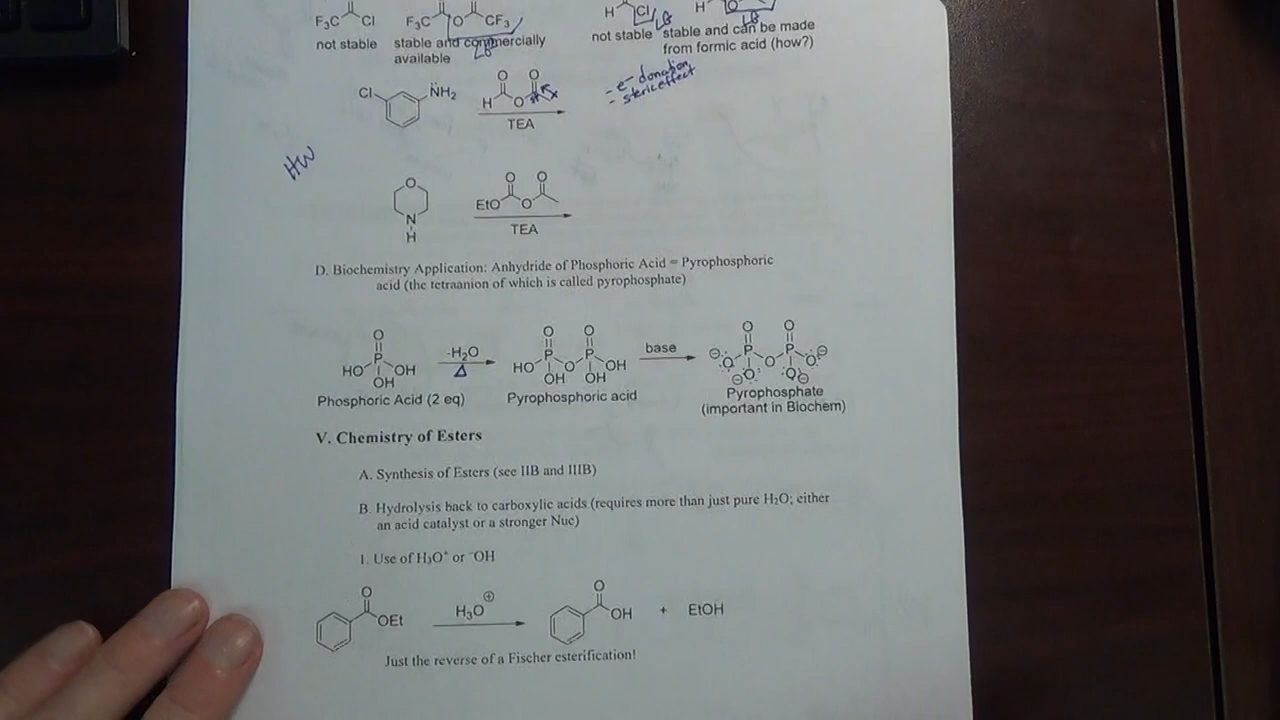 F₃C Cl F₃C O CF₃ H Cl LG H O LG
not stable stable and commercially available LG
not stable stable and can be made from formic acid (how?)
- e⁻ donation
- steric effect
Cl N̈H₂ O O H O
TEA
HW
O N H
O O EtO O
TEA
D. Biochemistry Application: Anhydride of Phosphoric Acid = Pyrophosphoric
acid (the tetraanion of which is called pyrophosphate)
O HO P OH OH
-H₂O
Δ
O O HO P O P OH OH OH
base
O O ⊖O P O P O⊖ ⊖O O⊖
Phosphoric Acid (2 eq) Pyrophosphoric acid Pyrophosphate
(important in Biochem)
V. Chemistry of Esters
A. Synthesis of Esters (see IIB and IIIB)
B. Hydrolysis back to carboxylic acids (requires more than just pure H₂O; either
an acid catalyst or a stronger Nuc)
1. Use of H₃O⁺ or ⁻OH
O OEt H₃O⊕ O OH + EtOH
Just the reverse of a Fischer esterification!